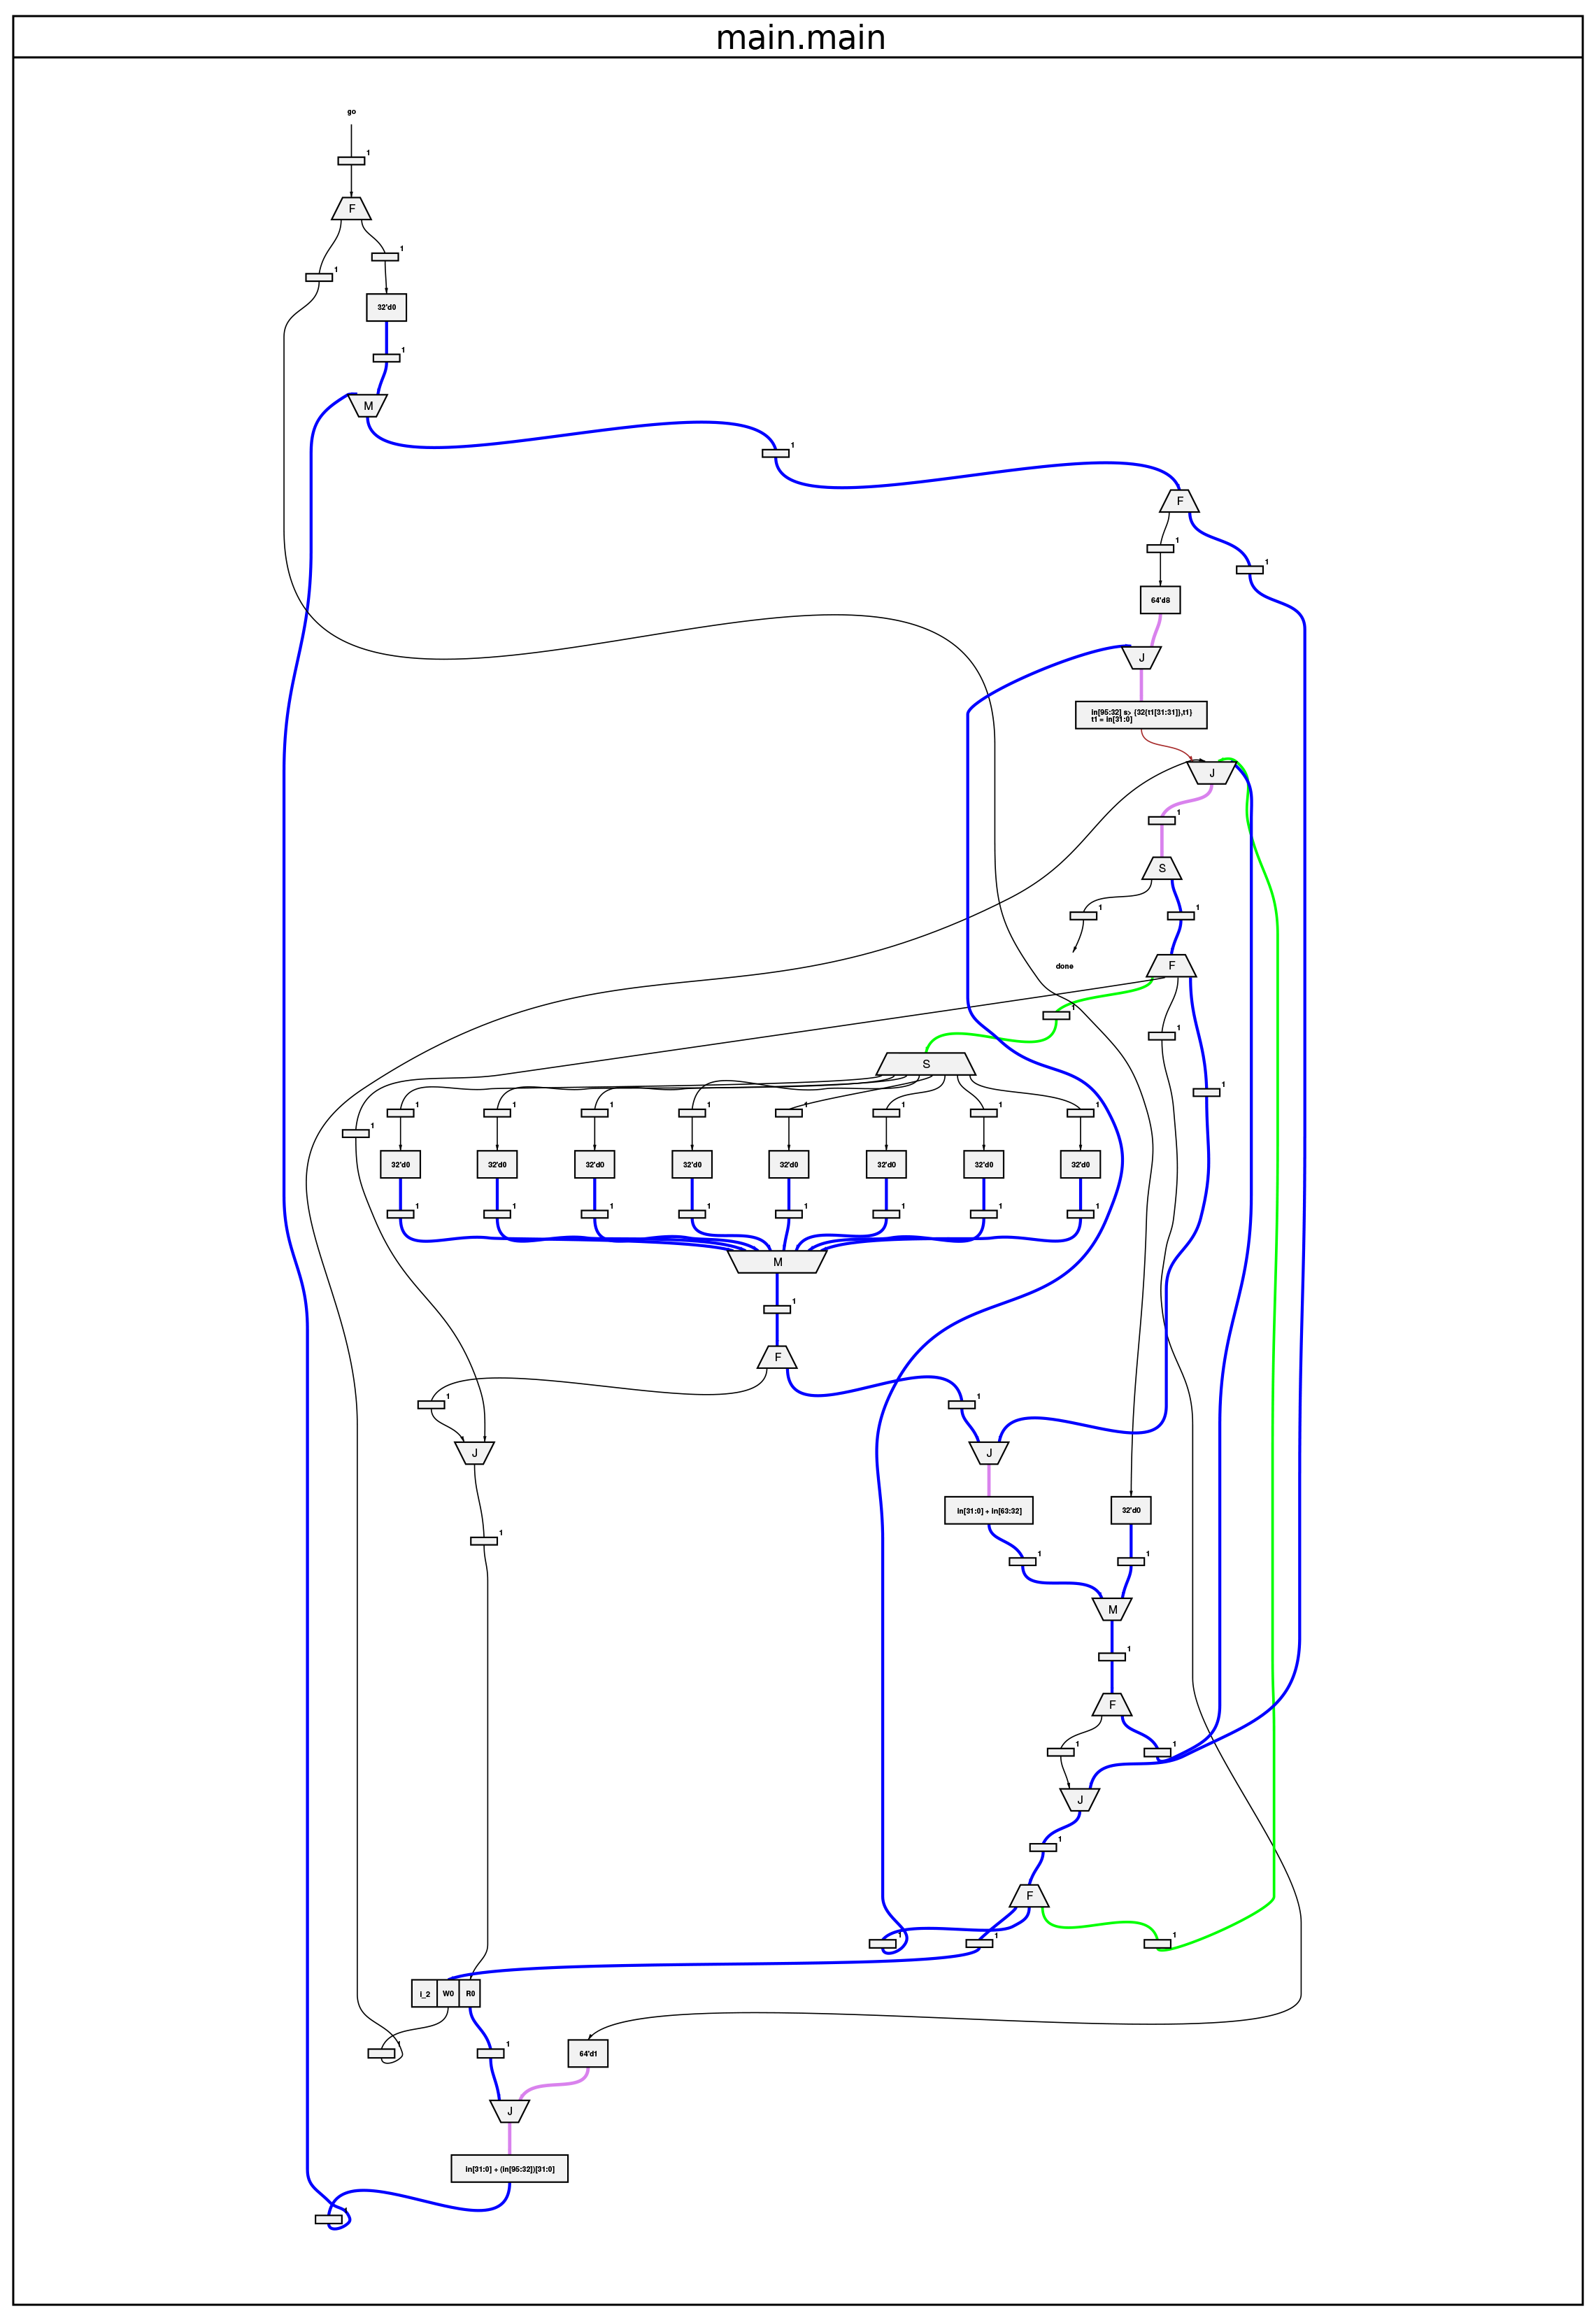 main.main
go
1
F
1
1
32'd0
1
M
1
F
1
1
64'd8
J
in[95:32] s> {32{t1[31:31]},t1}
t1 = in[31:0]
J
1
S
1
1
done
F
1
1
S
1
1 1 1 1 1 1 1 1
1
32'd0 32'd0 32'd0 32'd0 32'd0 32'd0 32'd0 32'd0
1 1 1 1 1 1 1 1
M
1
F
1 1
J J
in[31:0] + in[63:32] 32'd0
1
1 1
M
1
F
1 1
J
1
F
1 1 1
i_2 W0 R0
1 1
64'd1
J
in[31:0] + (in[95:32])[31:0]